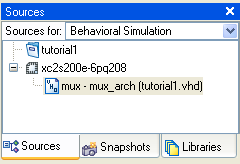 Sources
Sources for: Behavioral Simulation
tutorial1
xc2s200e-6pq208
mux - mux_arch (tutorial1.vhd)
Sources Snapshots Libraries